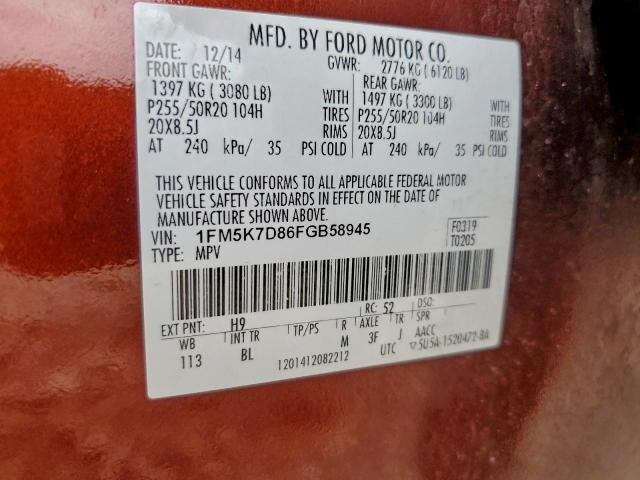 MFD. BY FORD MOTOR CO.
DATE: 12/14
GVWR: 2776 KG ( 6120 LB)
FRONT GAWR:
REAR GAWR:
1397 KG ( 3080 LB) WITH
1497 KG ( 3300 LB) WITH
P255/50R20 104H TIRES
P255/50R20 104H TIRES
20X8.5J RIMS
20X8.5J RIMS
AT 240 kPa/ 35 PSI COLD
AT 240 kPa/ 35 PSI COLD
THIS VEHICLE CONFORMS TO ALL APPLICABLE FEDERAL MOTOR
VEHICLE SAFETY STANDARDS IN EFFECT ON THE DATE OF
MANUFACTURE SHOWN ABOVE.
VIN: 1FM5K7D86FGB58945
F0319
TYPE: MPV
T0205
EXT PNT: H9 RC: 52 DSO:
WB INT TR TP/PS R AXLE TR SPR
113 BL M 3F J AACC
1201412082212 UTC ▽5U5A-1520472-BA